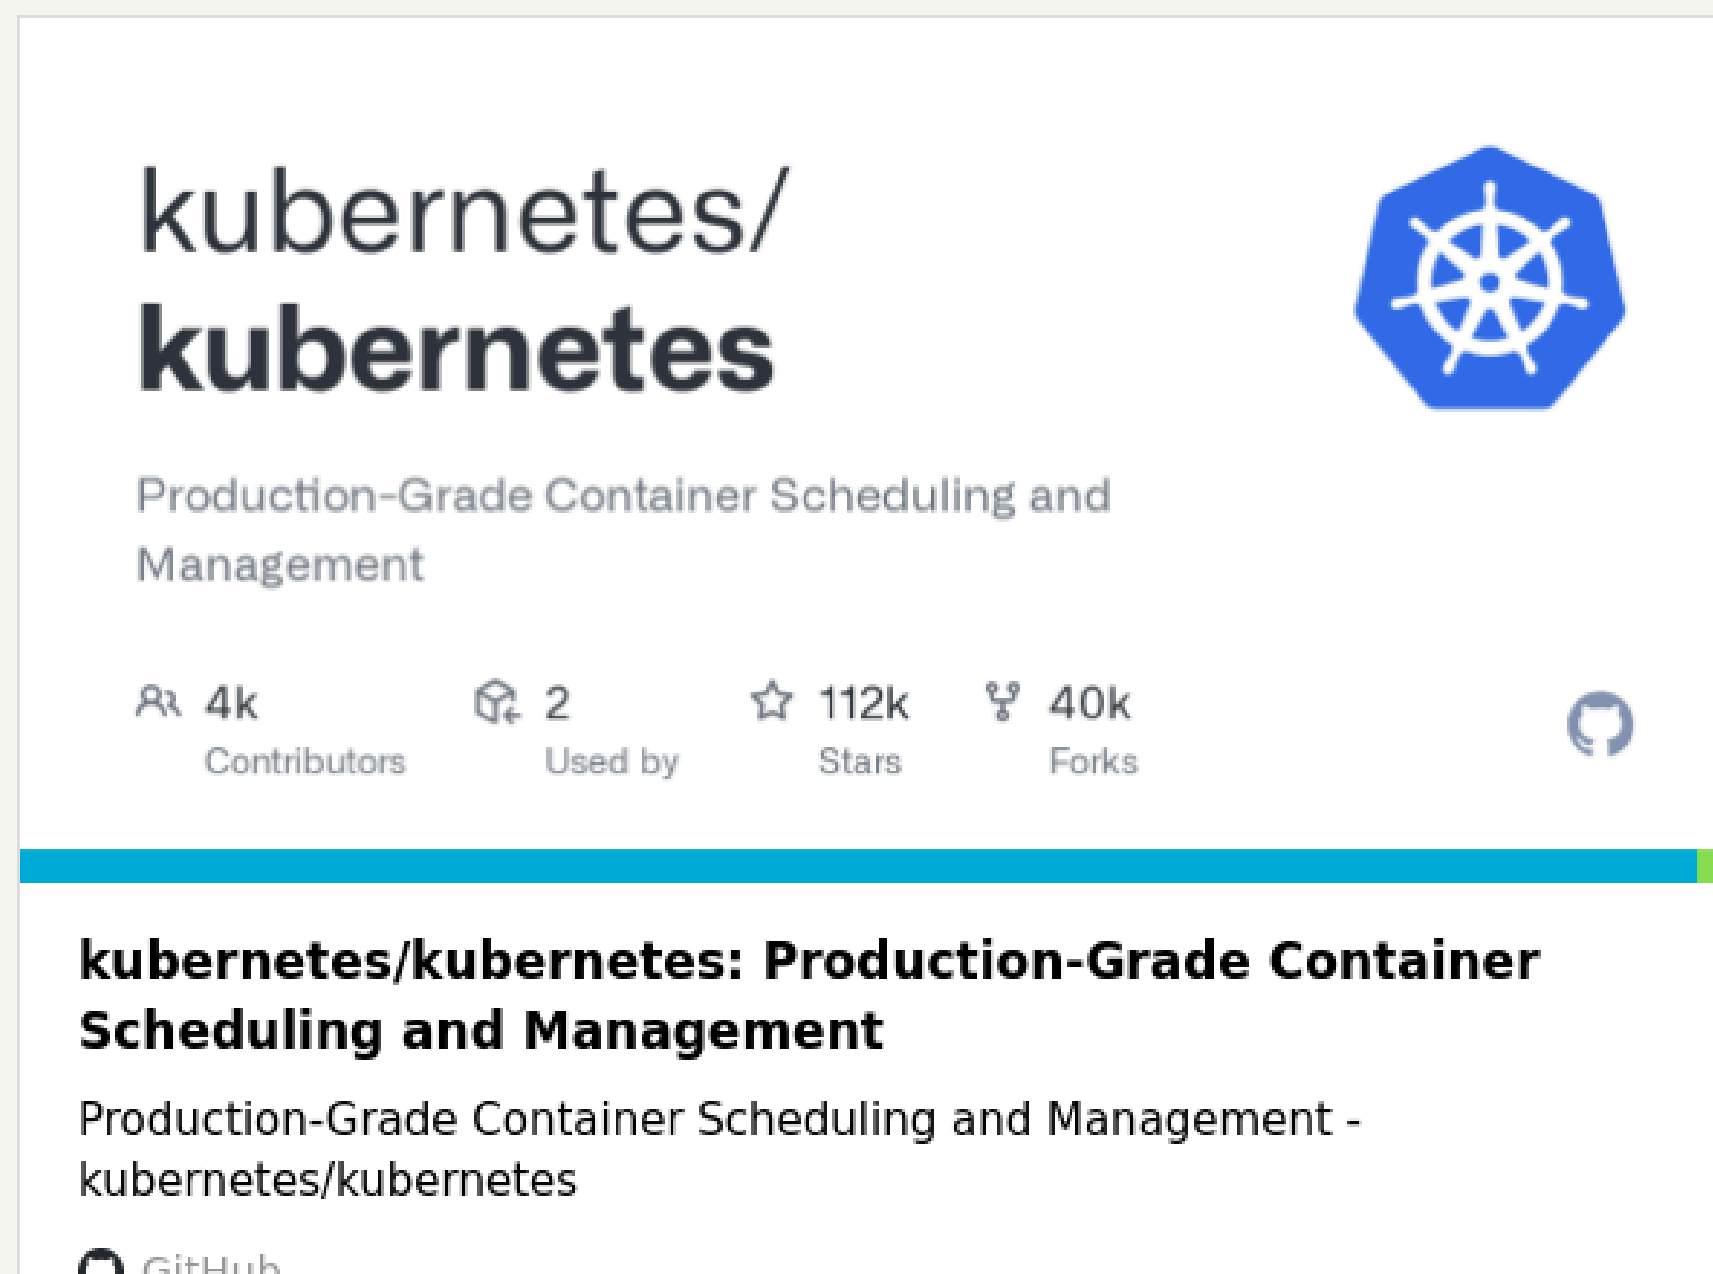 kubernetes/
kubernetes
Production-Grade Container Scheduling and
Management
4k
Contributors
2
Used by
112k
Stars
40k
Forks
kubernetes/kubernetes: Production-Grade Container
Scheduling and Management
Production-Grade Container Scheduling and Management -
kubernetes/kubernetes
GitHub